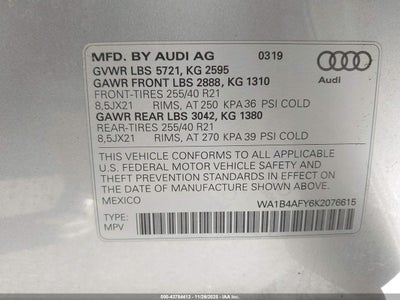 MFD. BY AUDI AG 0319
GVWR LBS 5721, KG 2595
GAWR FRONT LBS 2888, KG 1310
FRONT-TIRES 255/40 R21
8,5JX21 RIMS, AT 250 KPA 36 PSI COLD
GAWR REAR LBS 3042, KG 1380
REAR-TIRES 255/40 R21
8,5JX21 RIMS, AT 270 KPA 39 PSI COLD
Audi
THIS VEHICLE CONFORMS TO ALL APPLICABLE
U.S. FEDERAL MOTOR VEHICLE SAFETY AND
THEFT PREVENTION STANDARDS IN EFFECT ON
THE DATE OF MANUFACTURE SHOWN ABOVE.
MEXICO WA1B4AFY6K2076615
TYPE:
MPV